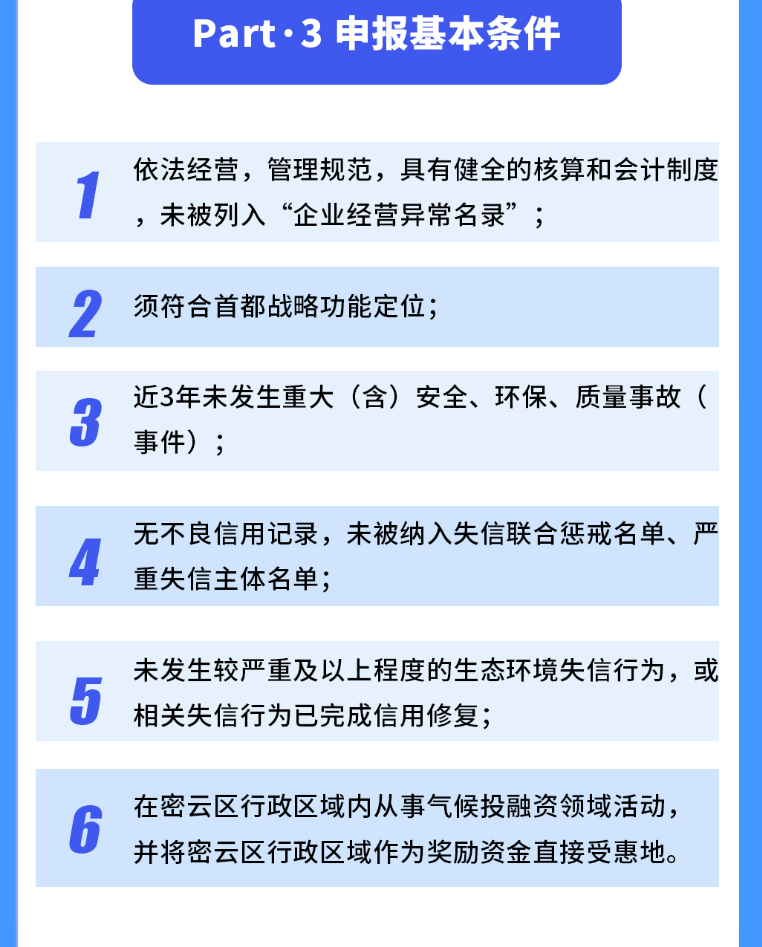 Part·3 申报基本条件
1
依法经营，管理规范，具有健全的核算和会计制度
，未被列入“企业经营异常名录”；
2
须符合首都战略功能定位；
3
近3年未发生重大（含）安全、环保、质量事故（
事件）；
4
无不良信用记录，未被纳入失信联合惩戒名单、严
重失信主体名单；
5
未发生较严重及以上程度的生态环境失信行为，或
相关失信行为已完成信用修复；
6
在密云区行政区域内从事气候投融资领域活动，
并将密云区行政区域作为奖励资金直接受惠地。